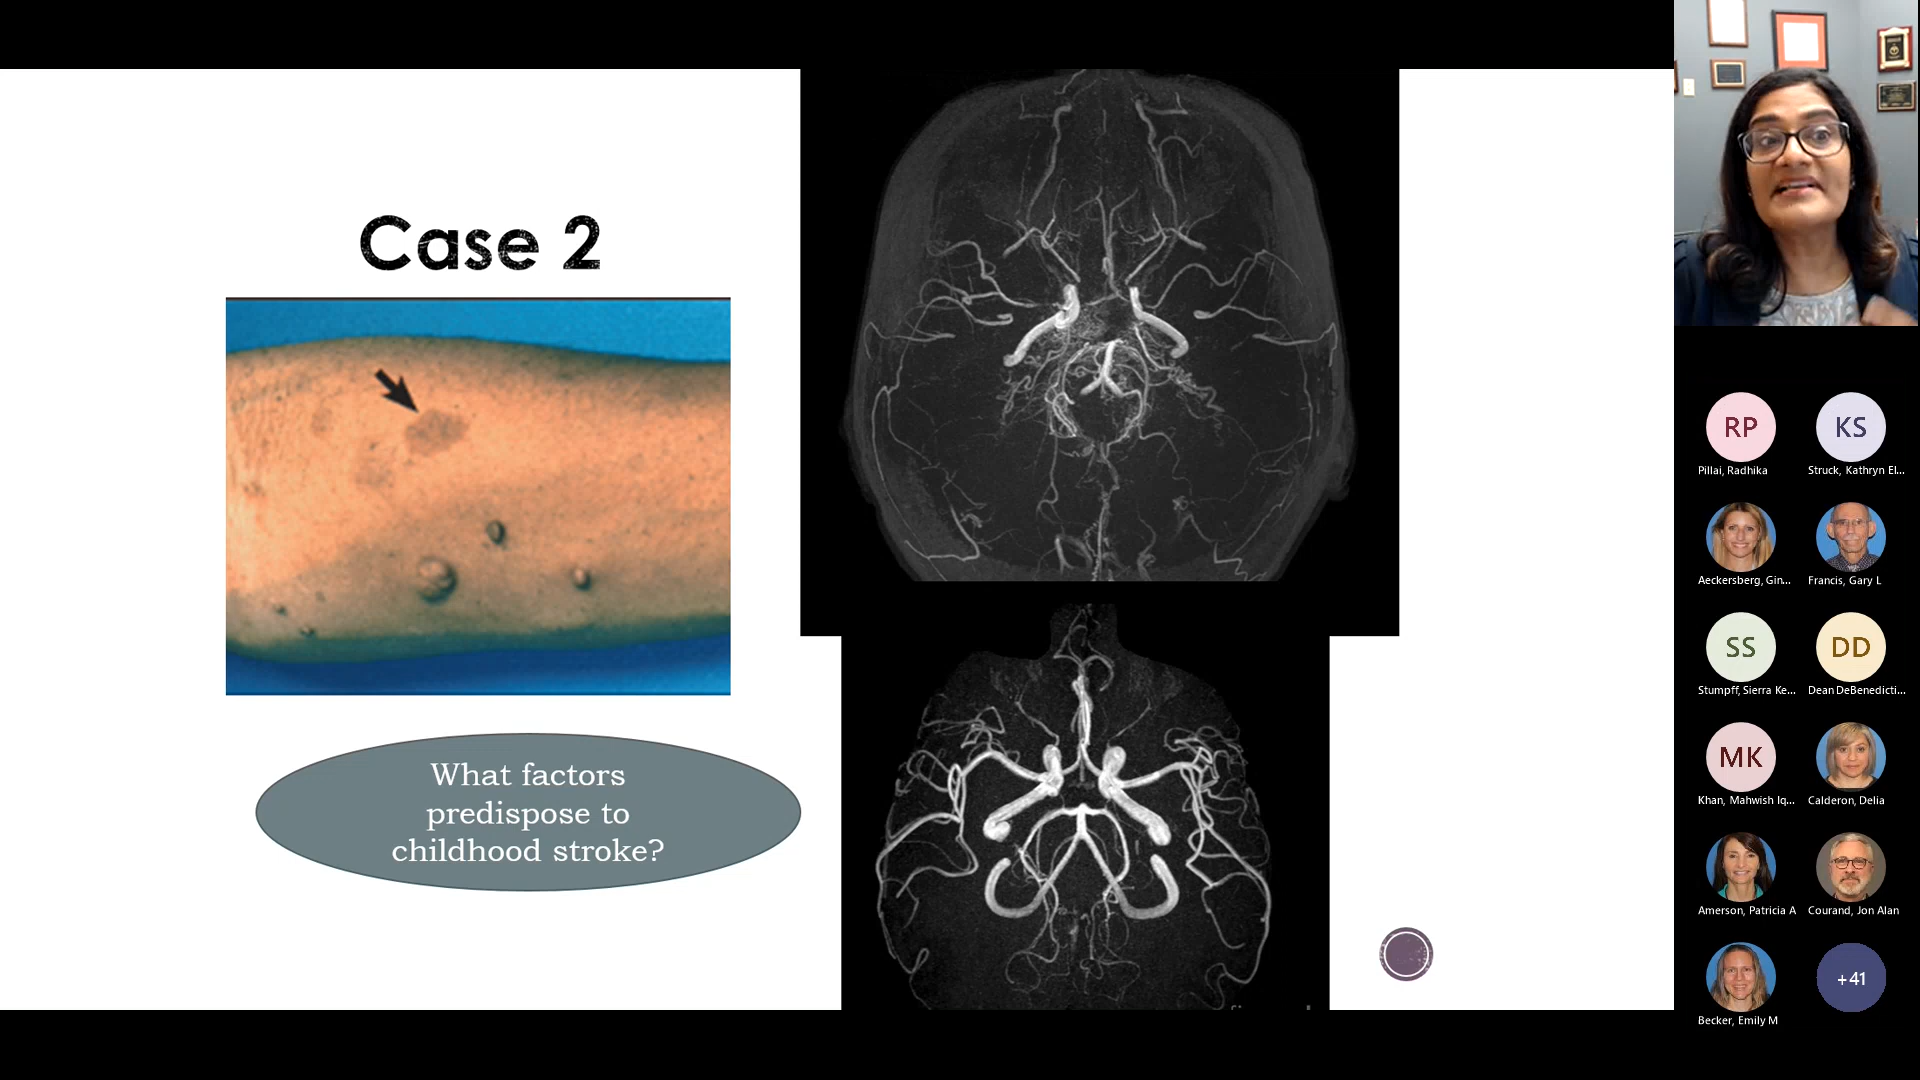 Case 2
What factors
predispose to
childhood stroke?
RP
KS
Pillai, Radhika
Struck, Kathryn El...
Aeckersberg, Gin...
Francis, Gary L
SS
DD
Stumpff, Sierra Ke...
Dean DeBenedicti...
MK
Khan, Mahwish Iq...
Calderon, Delia
Amerson, Patricia A
Courand, Jon Alan
+41
Becker, Emily M